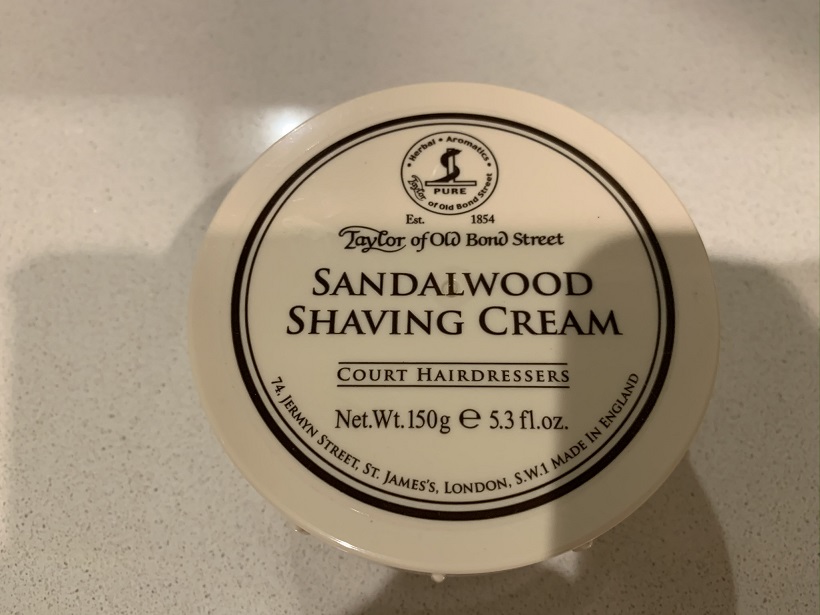 Herbal • Aromatics
PURE
Taylor of Old Bond Street
Est. 1854
Taylor of Old Bond Street
SANDALWOOD
SHAVING CREAM
COURT HAIRDRESSERS
Net.Wt.150g ℮ 5.3 fl.oz.
74, JERMYN STREET, ST. JAMES'S, LONDON, S.W.1 MADE IN ENGLAND